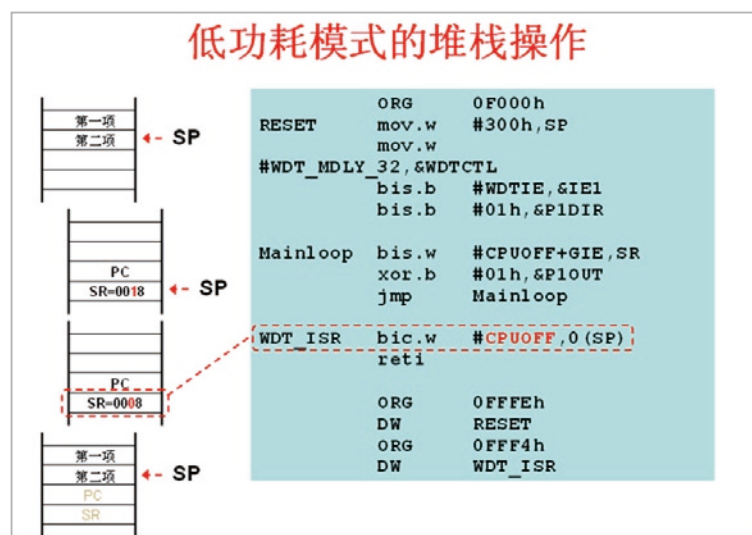 低功耗模式的堆栈操作
第一项
第二项
SP
PC
SR=0018
SP
PC
SR=0008
第一项
第二项
SP
PC
SR
ORG 0F000h
RESET mov.w #300h,SP
mov.w
#WDT_MDLY_32,&WDTCTL
bis.b #WDTIE,&IE1
bis.b #01h,&P1DIR
Mainloop bis.w #CPUOFF+GIE,SR
xor.b #01h,&P1OUT
jmp Mainloop
WDT_ISR bic.w #CPUOFF,0(SP)
reti
ORG 0FFFEh
DW RESET
ORG 0FFF4h
DW WDT_ISR